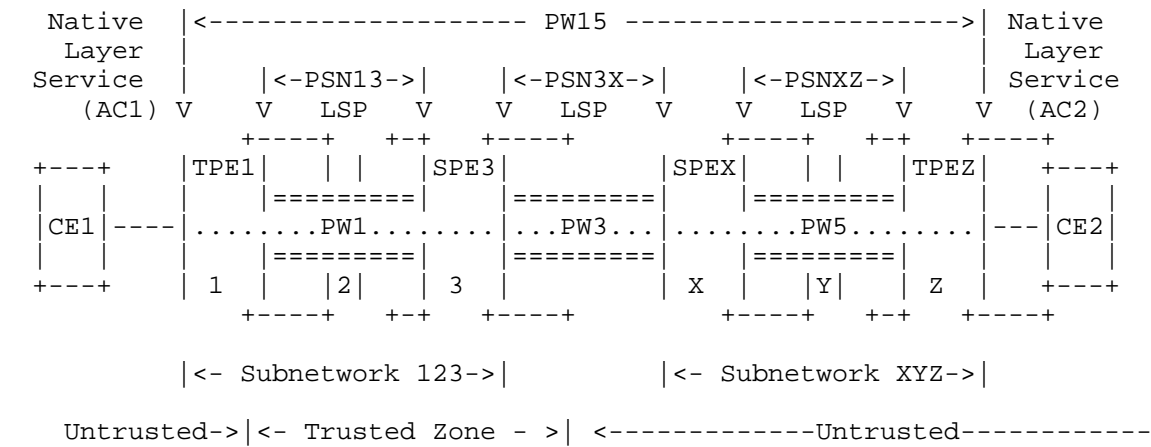 Native |<-------------------- PW15 --------------------->| Native
Layer | | Layer
Service | |<-PSN13->| |<-PSN3X->| |<-PSNXZ->| | Service
(AC1) V V LSP V V LSP V V LSP V V (AC2)
+----+ +-+ +----+ +----+ +-+ +----+
+---+ |TPE1| | | |SPE3| |SPEX| | | |TPEZ| +---+
| | | |=========| |=========| |=========| | | |
|CE1|----|........PW1........|...PW3...|........PW5........|---|CE2|
| | | |=========| |=========| |=========| | | |
+---+ | 1 | |2| | 3 | | X | |Y| | Z | +---+
+----+ +-+ +----+ +----+ +-+ +----+
|<- Subnetwork 123->| |<- Subnetwork XYZ->|
Untrusted->|<- Trusted Zone - >| <-------------Untrusted------------